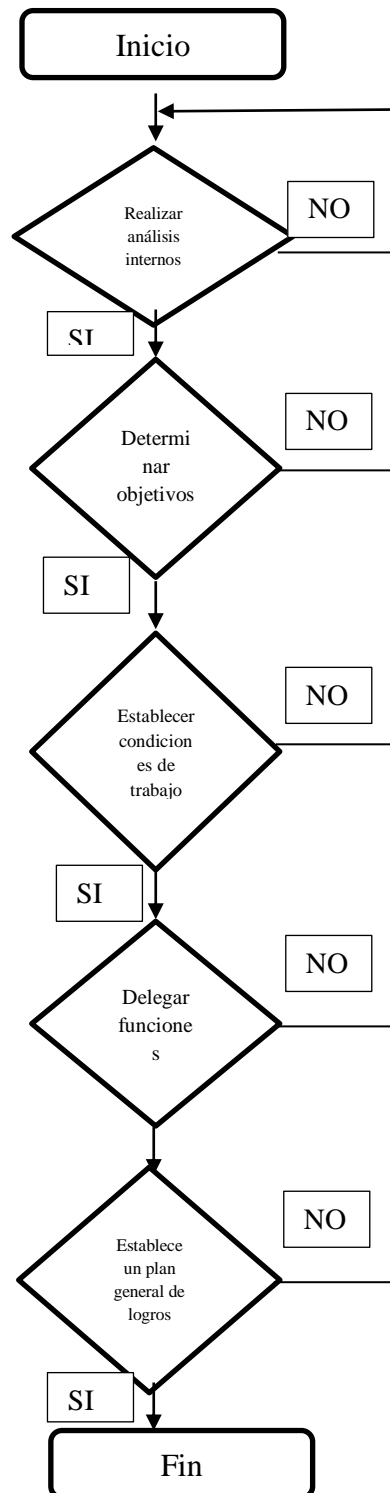 Inicio
Realizar
análisis
internos
NO
SI
Determi
nar
objetivos
NO
SI
Establecer
condicion
es de
trabajo
NO
SI
Delegar
funcione
s
NO
Establece
un plan
general de
logros
NO
SI
Fin